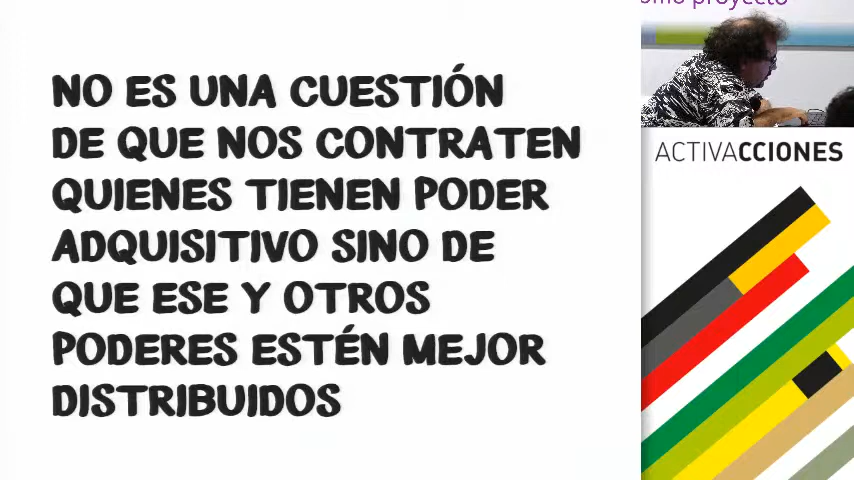 NO ES UNA CUESTIÓN
DE QUE NOS CONTRATEN
QUIENES TIENEN PODER
ADQUISITIVO SINO DE
QUE ESE Y OTROS
PODERES ESTÉN MEJOR
DISTRIBUIDOS
proyecto
ACTIVACCIONES